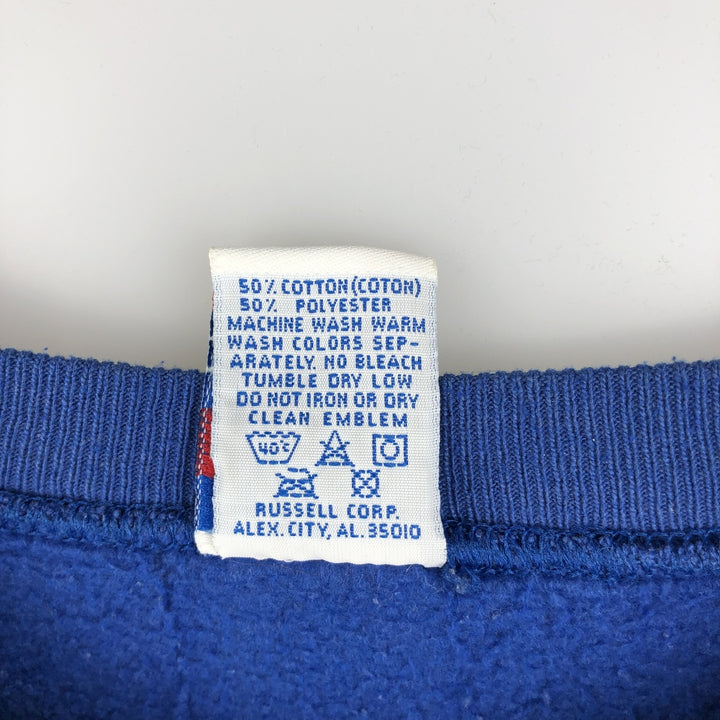 50% COTTON(COTON)
50% POLYESTER
MACHINE WASH WARM
WASH COLORS SEP-
ARATELY. NO BLEACH
TUMBLE DRY LOW
DO NOT IRON OR DRY
CLEAN EMBLEM
40°C
RUSSELL CORP.
ALEX. CITY, AL. 35010